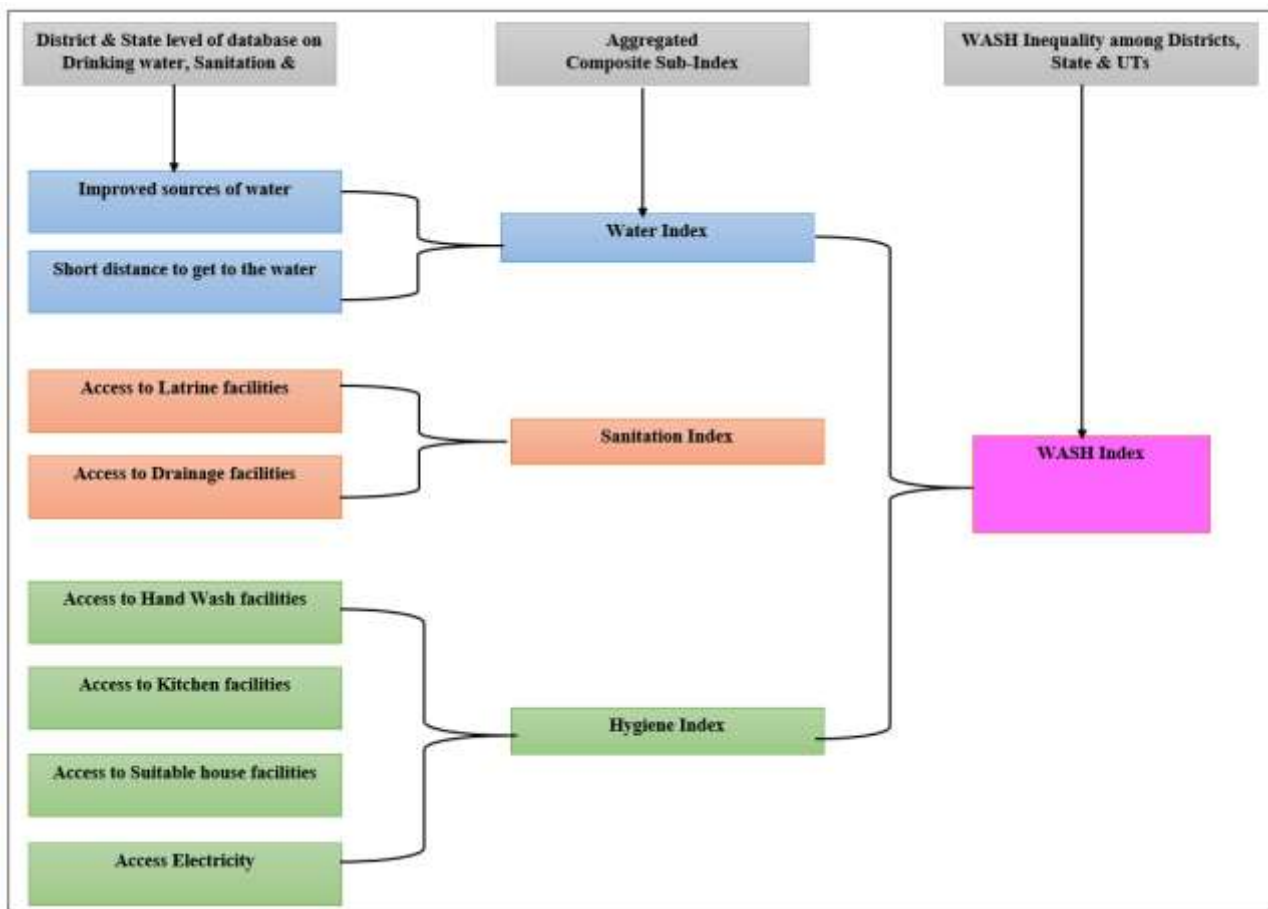 District & State level of database on
Drinking water, Sanitation &
Aggregated
Composite Sub-Index
WASH Inequality among Districts,
State & UTs
Improved sources of water
Short distance to get to the water
Water Index
Access to Latrine facilities
Access to Drainage facilities
Sanitation Index
WASH Index
Access to Hand Wash facilities
Access to Kitchen facilities
Access to Suitable house facilities
Access Electricity
Hygiene Index